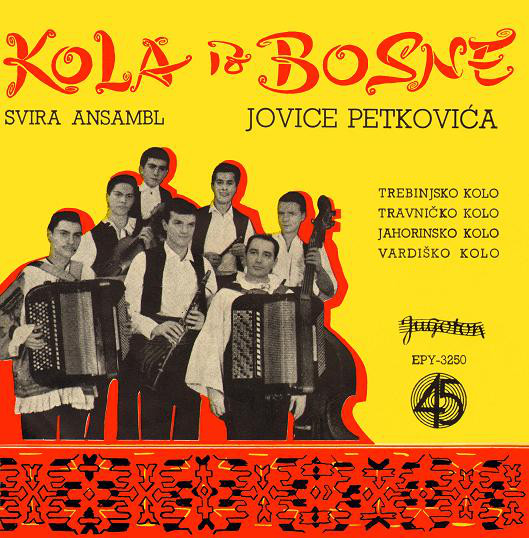 KOLA IZ BOSNE
SVIRA ANSAMBL JOVICE PETKOVIĆA
TREBINJSKO KOLO
TRAVNIČKO KOLO
JAHORINSKO KOLO
VARDIŠKO KOLO
Jugoton
EPY-3250
45